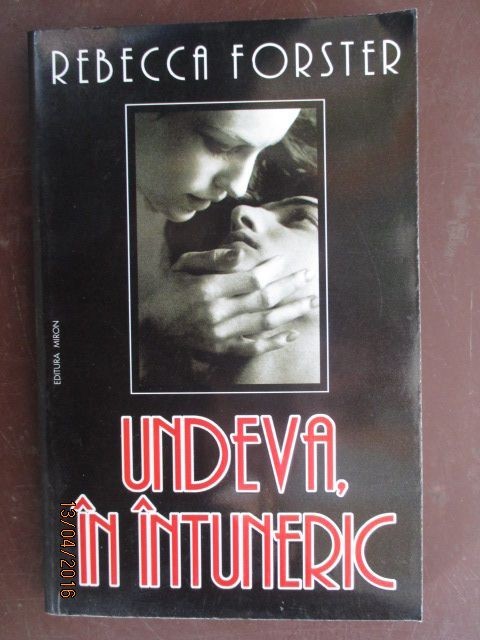 REBECCA FORSTER
EDITURA MIRON
UNDEVA,
ÎN ÎNTUNERIC
13/04/2016